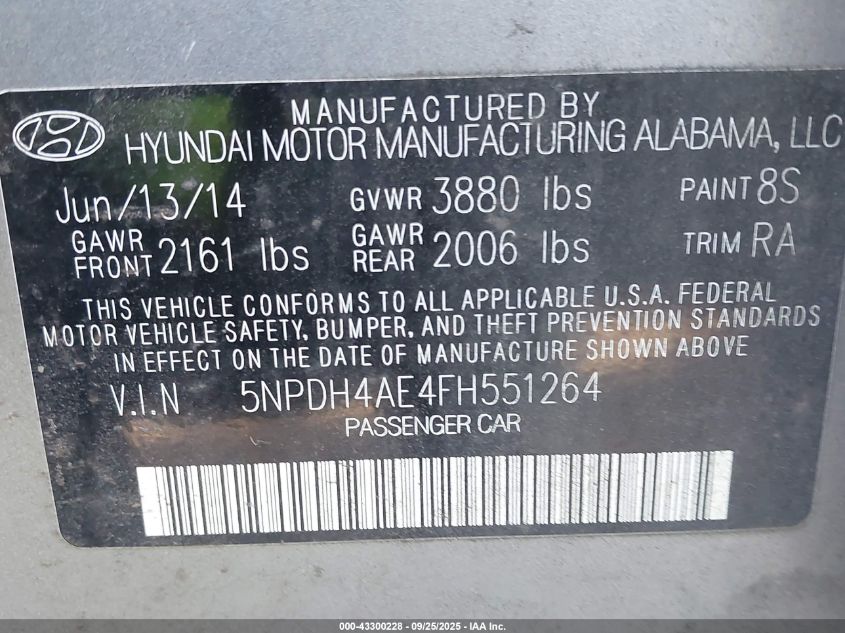 MANUFACTURED BY
HYUNDAI MOTOR MANUFACTURING ALABAMA, LLC
Jun/13/14 GVWR 3880 lbs PAINT 8S
GAWR FRONT 2161 lbs GAWR REAR 2006 lbs TRIM RA
THIS VEHICLE CONFORMS TO ALL APPLICABLE U.S.A. FEDERAL
MOTOR VEHICLE SAFETY, BUMPER, AND THEFT PREVENTION STANDARDS
IN EFFECT ON THE DATE OF MANUFACTURE SHOWN ABOVE
V.I.N 5NPDH4AE4FH551264
PASSENGER CAR
000-43300228 - 09/25/2025 - IAA Inc.